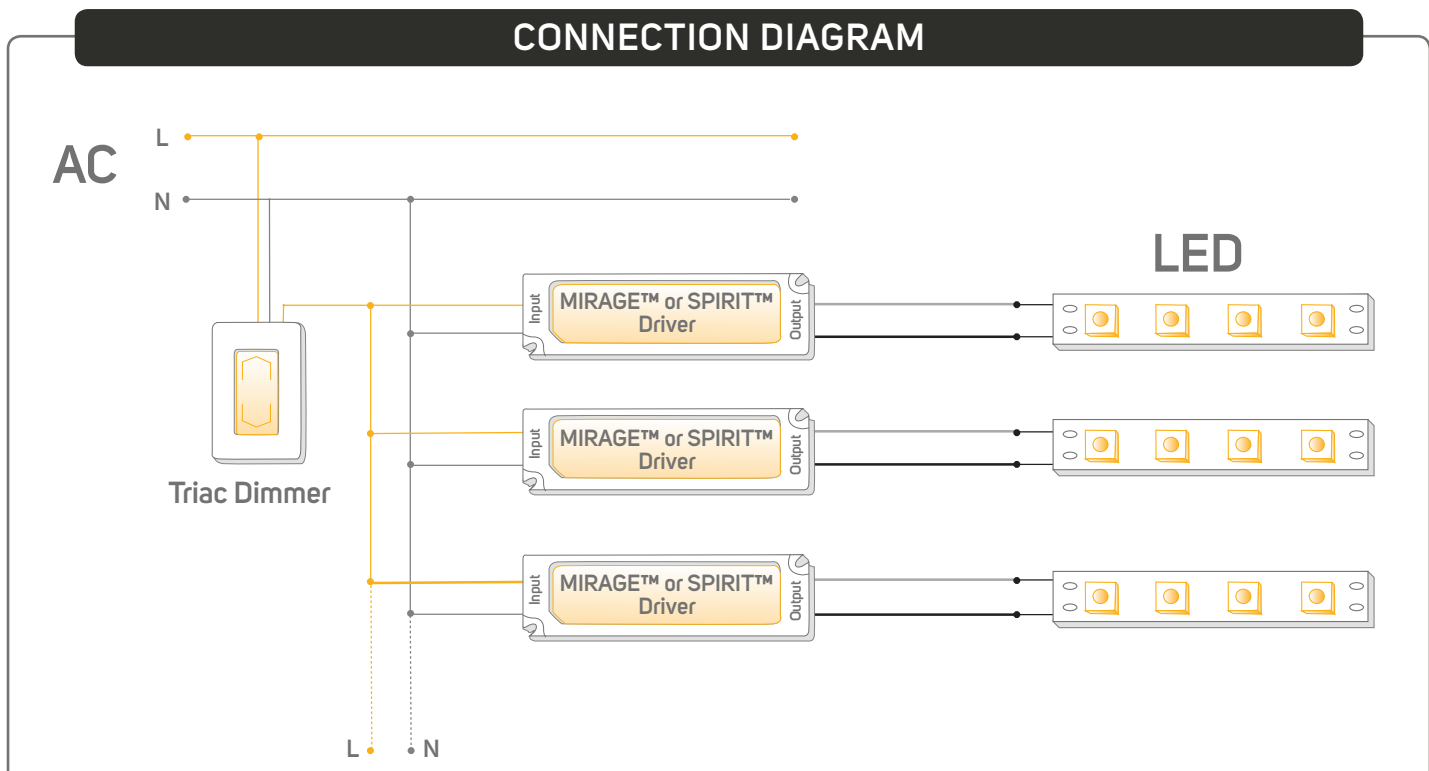 CONNECTION DIAGRAM
AC
L
N
LED
Input
MIRAGE™ or SPIRIT™
Driver
Output
Triac Dimmer
Input
MIRAGE™ or SPIRIT™
Driver
Output
Input
MIRAGE™ or SPIRIT™
Driver
Output
L
N